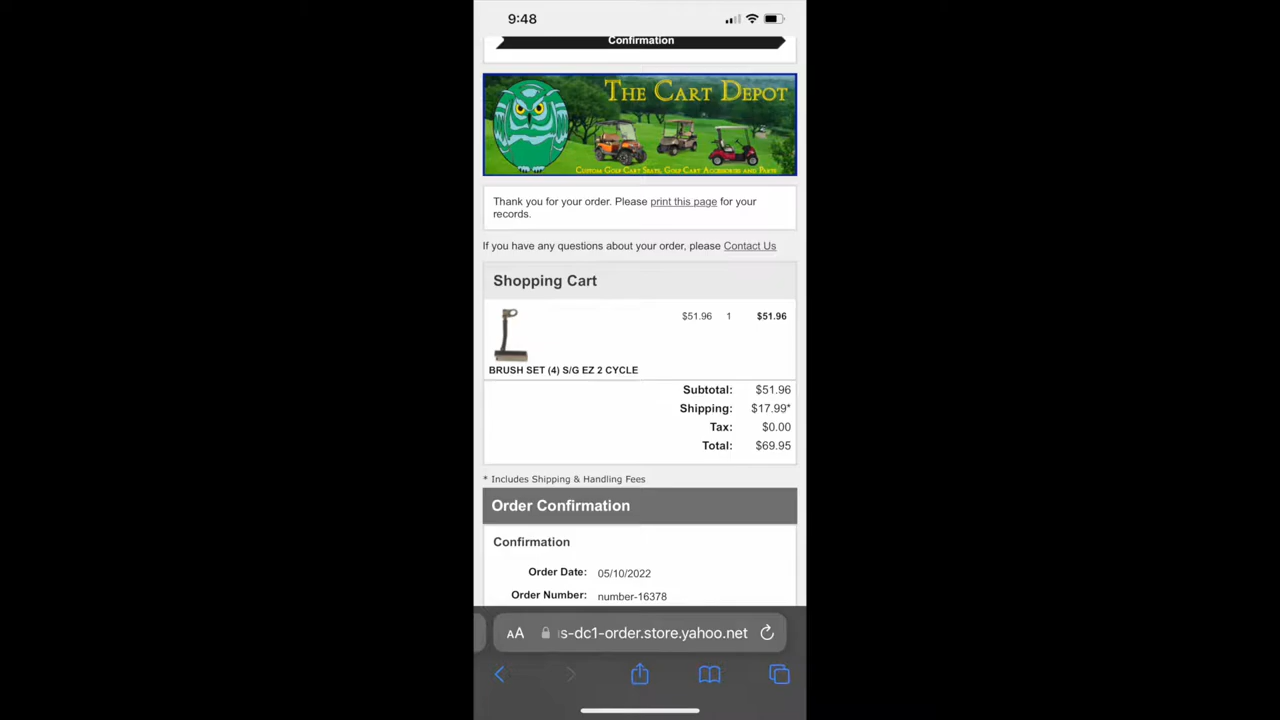 9:48
Confirmation
THE CART DEPOT
CUSTOM GOLF CART SEATS, GOLF CART ACCESSORIES AND PARTS
Thank you for your order. Please print this page for your
records.
If you have any questions about your order, please Contact Us
Shopping Cart
$51.96 1 $51.96
BRUSH SET (4) S/G EZ 2 CYCLE
Subtotal: $51.96
Shipping: $17.99*
Tax: $0.00
Total: $69.95
* Includes Shipping & Handling Fees
Order Confirmation
Confirmation
Order Date: 05/10/2022
Order Number: number-16378
AA s-dc1-order.store.yahoo.net